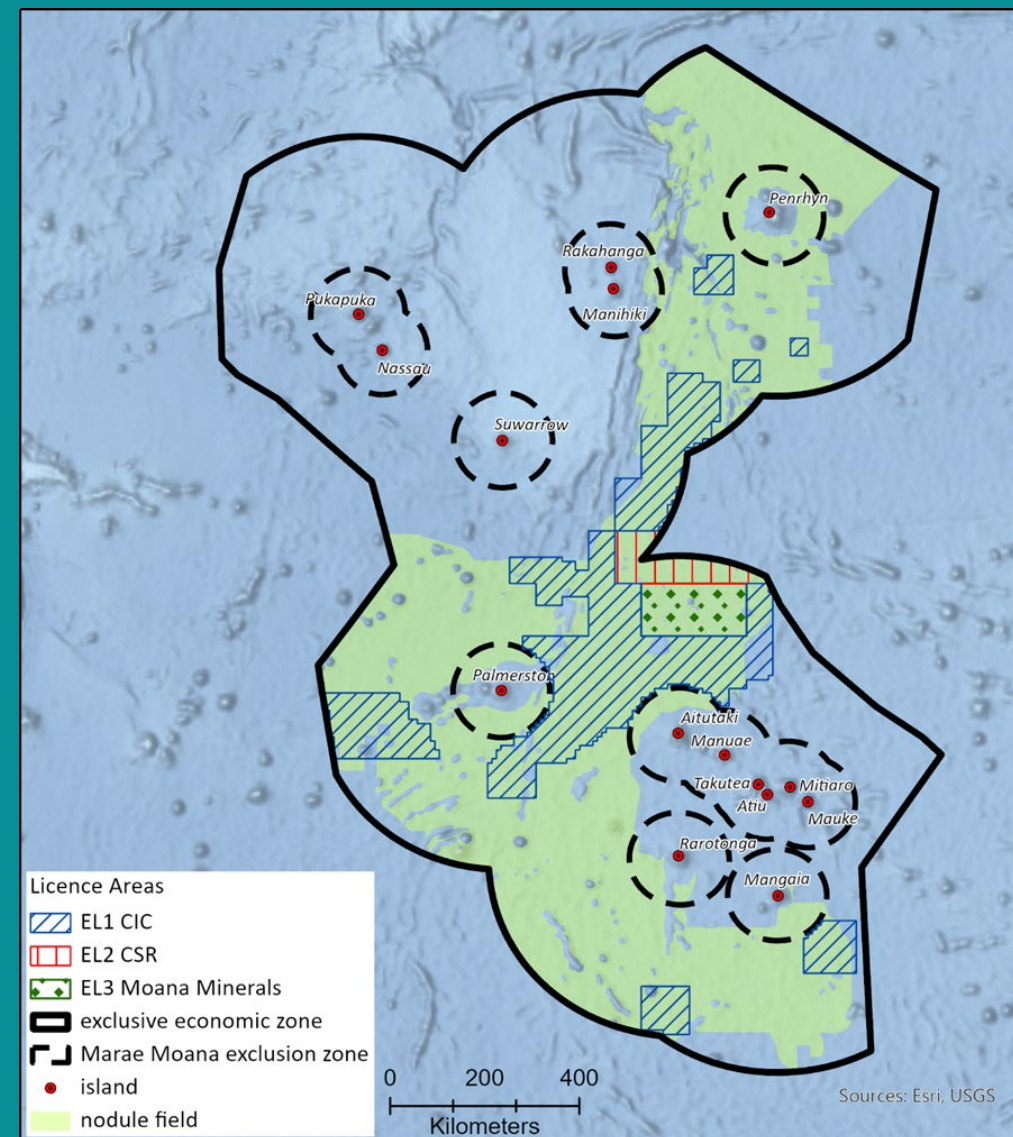 Penrhyn
Rakahanga
Manihiki
Pukapuka
Nassau
Suwarrow
Palmerston
Aitutaki
Manuae
Takutea
Mitiaro
Atiu
Mauke
Rarotonga
Mangaia
Licence Areas
EL1 CIC
EL2 CSR
EL3 Moana Minerals
exclusive economic zone
Marae Moana exclusion zone
island
nodule field
0 200 400
Kilometers
Sources: Esri, USGS